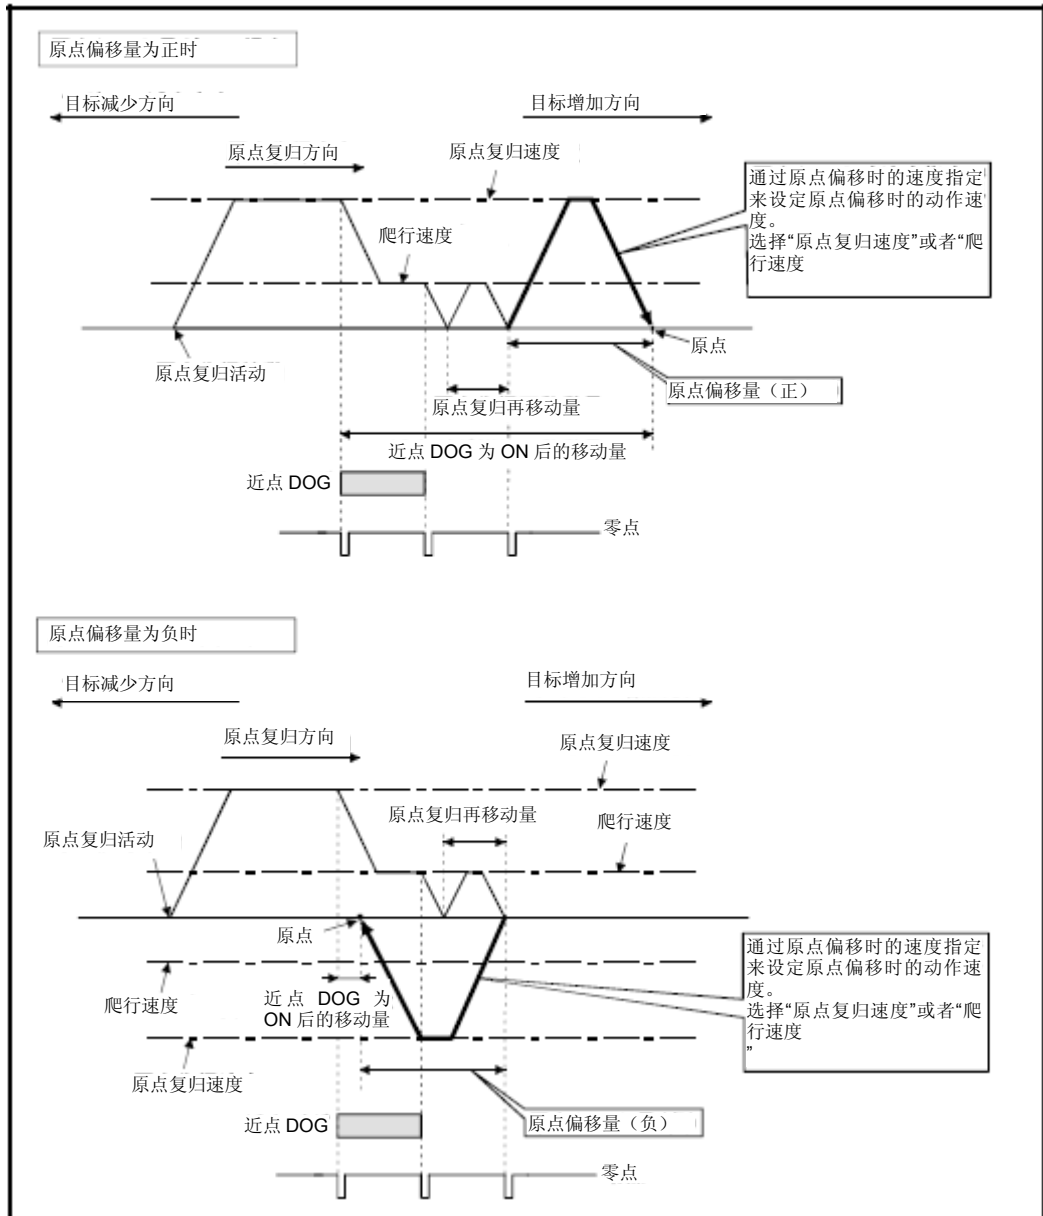 原点偏移量为正时
目标减少方向
目标增加方向
原点复归方向
原点复归速度
通过原点偏移时的速度指定
来设定原点偏移时的动作速
度。
选择“原点复归速度”或者“爬
行速度
爬行速度
原点
原点复归活动
原点偏移量（正）
原点复归再移动量
近点 DOG 为 ON 后的移动量
近点 DOG
零点
原点偏移量为负时
目标减少方向
目标增加方向
原点复归方向
原点复归速度
原点复归再移动量
爬行速度
原点复归活动
原点
通过原点偏移时的速度指定
来设定原点偏移时的动作速
度。
选择“原点复归速度”或者“爬
行速度
”
爬行速度
近点 DOG 为
ON 后的移动量
原点复归速度
原点偏移量（负）
近点 DOG
零点